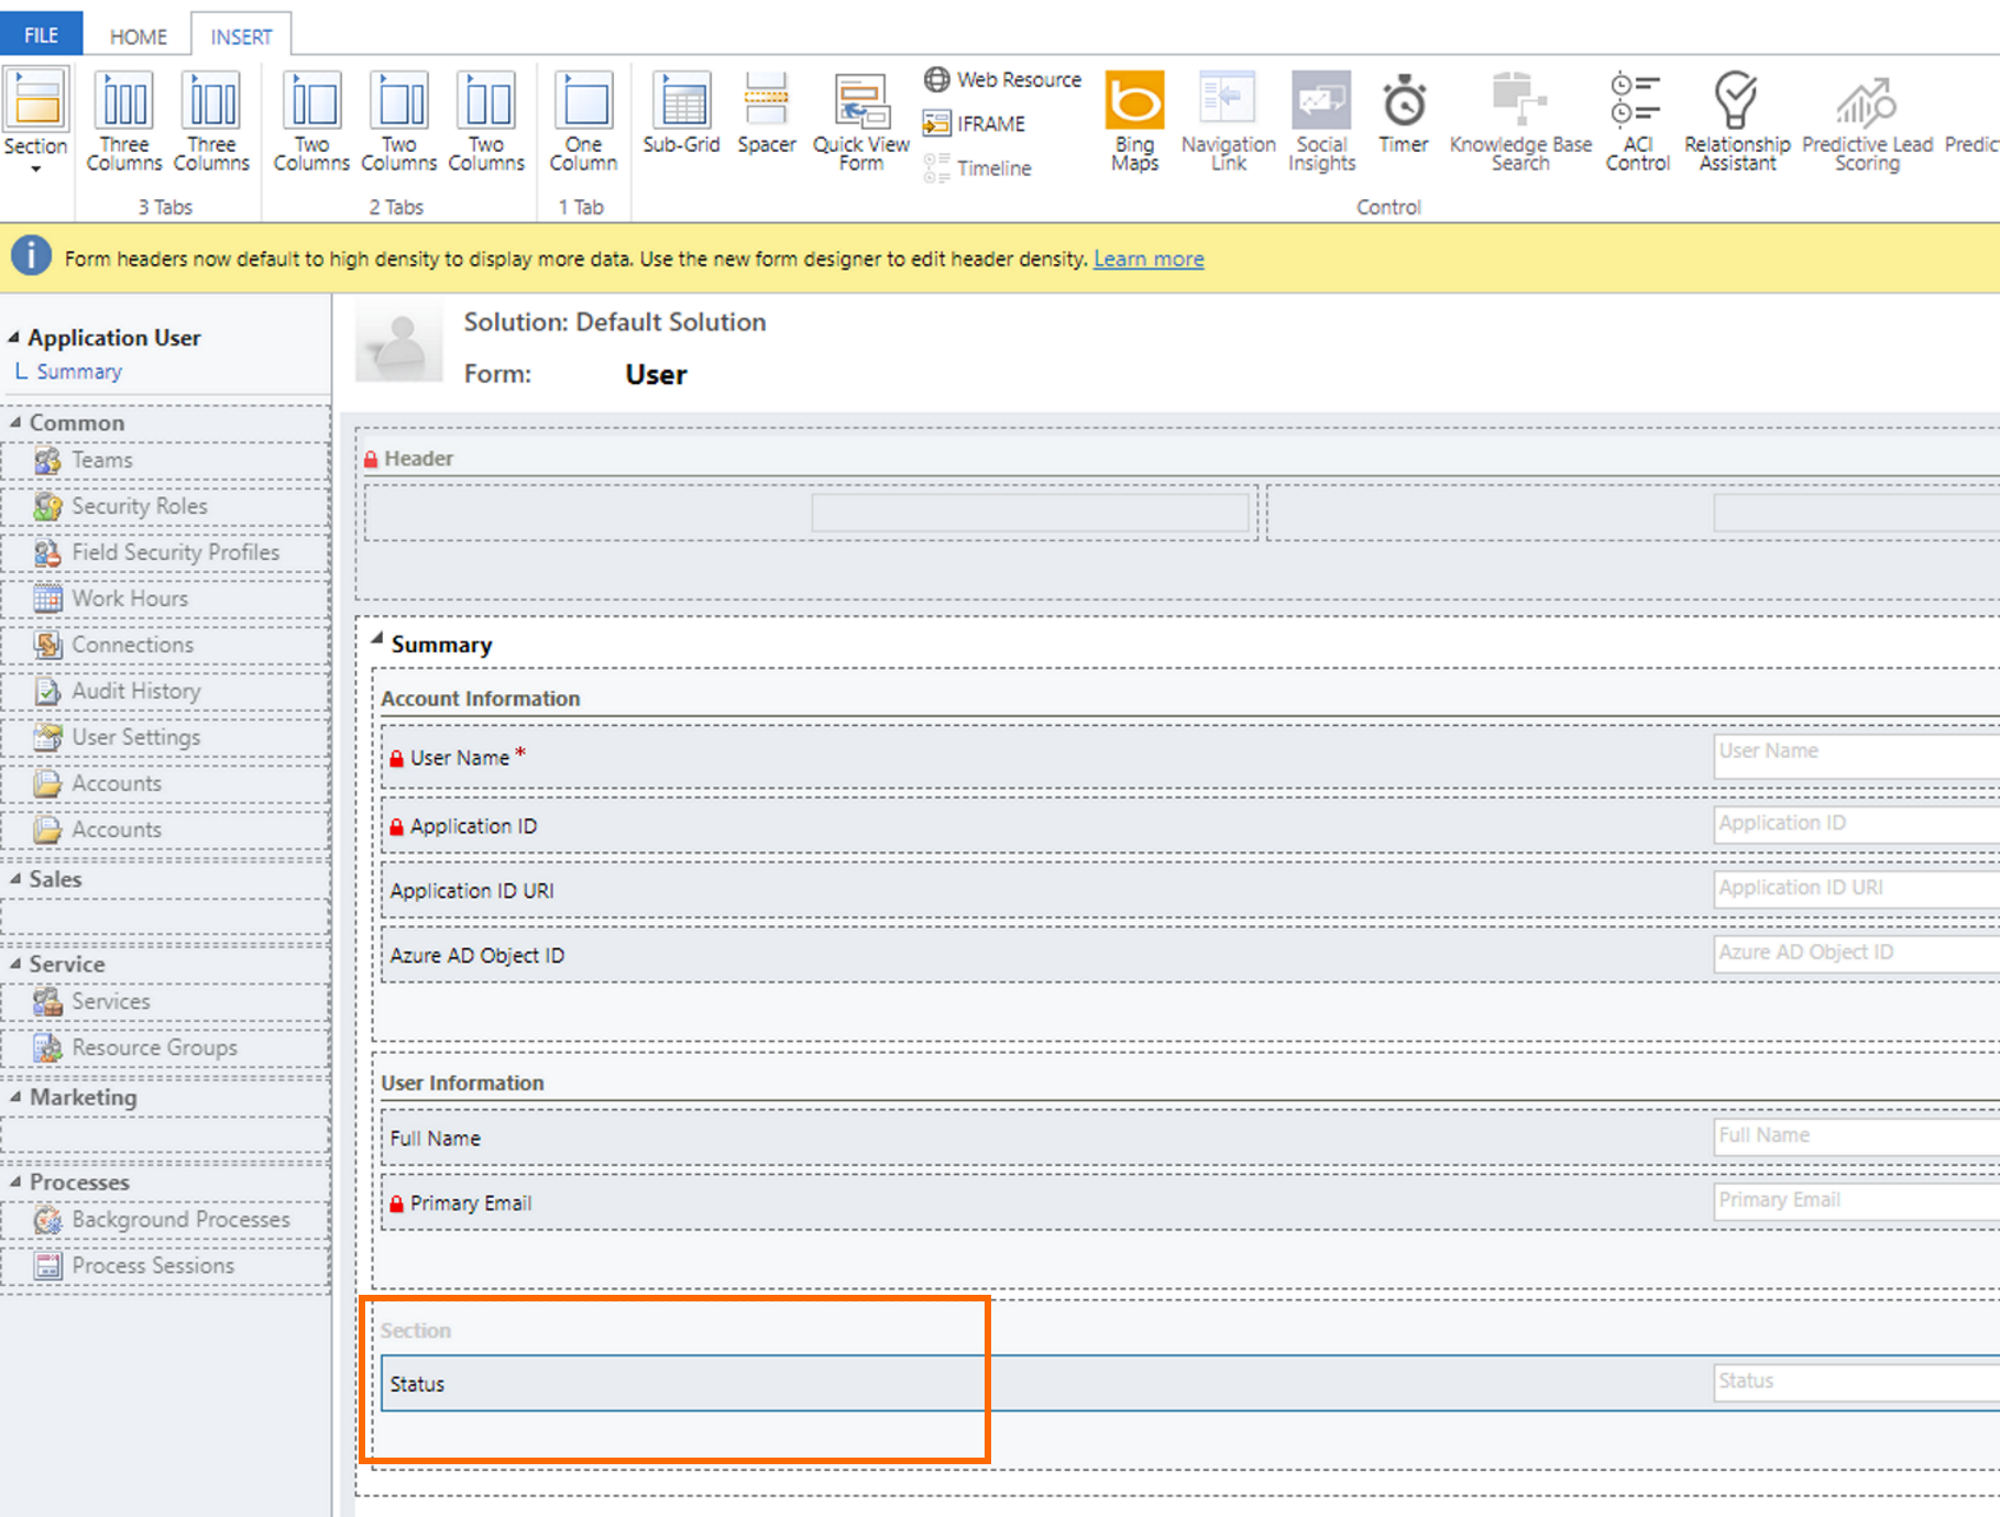 FILE HOME INSERT
Section
Three Columns
Three Columns
3 Tabs
Two Columns
Two Columns
Two Columns
2 Tabs
One Column
1 Tab
Sub-Grid
Spacer
Quick View Form
Web Resource
IFRAME
Timeline
Bing Maps
Navigation Link
Social Insights
Timer
Knowledge Base Search
ACI Control
Relationship Assistant
Predictive Lead Scoring
Predic
Control
Form headers now default to high density to display more data. Use the new form designer to edit header density. Learn more
Application User
Summary
Common
Teams
Security Roles
Field Security Profiles
Work Hours
Connections
Audit History
User Settings
Accounts
Accounts
Sales
Service
Services
Resource Groups
Marketing
Processes
Background Processes
Process Sessions
Solution: Default Solution
Form: User
Header
Summary
Account Information
User Name * User Name
Application ID Application ID
Application ID URI Application ID URI
Azure AD Object ID Azure AD Object ID
User Information
Full Name Full Name
Primary Email Primary Email
Section
Status Status